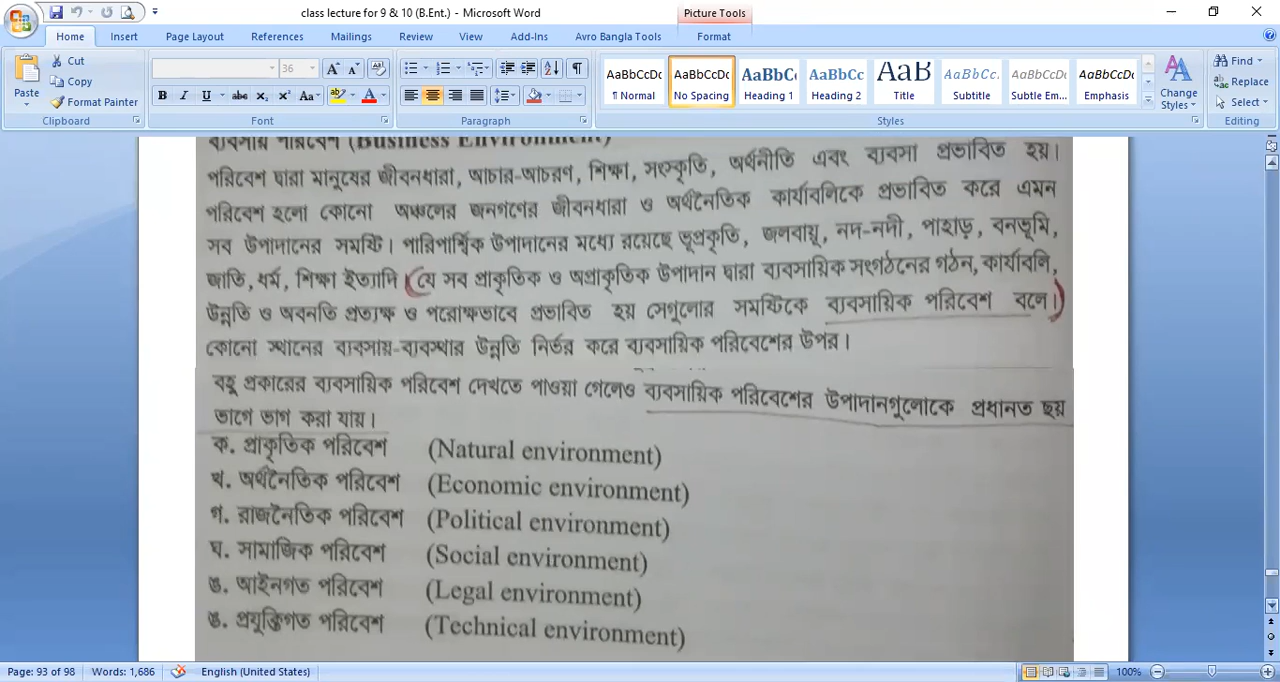 class lecture for 9 & 10 (B.Ent.) - Microsoft Word
Picture Tools
Home Insert Page Layout References Mailings Review View Add-Ins Avro Bangla Tools Format
Paste
Cut
Copy
Format Painter
Clipboard
36
Font
Paragraph
AaBbCcDc AaBbCcDc AaBbC AaBbCc AaB AaBbCc. AaBbCcDc AaBbCcDc
¶ Normal No Spacing Heading 1 Heading 2 Title Subtitle Subtle Em... Emphasis
Change Styles
Styles
Find
Replace
Select
Editing
ব্যবসায় পরিবেশ (Business Environment)
পরিবেশ দ্বারা মানুষের জীবনধারা, আচার-আচরণ, শিক্ষা, সংস্কৃতি, অর্থনীতি এবং ব্যবসা প্রভাবিত হয়।
পরিবেশ হলো কোনো অঞ্চলের জনগণের জীবনধারা ও অর্থনৈতিক কার্যাবলিকে প্রভাবিত করে এমন
সব উপাদানের সমষ্টি। পারিপার্শ্বিক উপাদানের মধ্যে রয়েছে ভূপ্রকৃতি, জলবায়ু, নদ-নদী, পাহাড়, বনভূমি,
জাতি, ধর্ম, শিক্ষা ইত্যাদি। যে সব প্রাকৃতিক ও অপ্রাকৃতিক উপাদান দ্বারা ব্যবসায়িক সংগঠনের গঠন, কার্যাবলি,
উন্নতি ও অবনতি প্রত্যক্ষ ও পরোক্ষভাবে প্রভাবিত হয় সেগুলোর সমষ্টিকে ব্যবসায়িক পরিবেশ বলে।
কোনো স্থানের ব্যবসায়-ব্যবস্থার উন্নতি নির্ভর করে ব্যবসায়িক পরিবেশের উপর।
বহু প্রকারের ব্যবসায়িক পরিবেশ দেখতে পাওয়া গেলেও ব্যবসায়িক পরিবেশের উপাদানগুলোকে প্রধানত ছয়
ভাগে ভাগ করা যায়।
ক. প্রাকৃতিক পরিবেশ (Natural environment)
খ. অর্থনৈতিক পরিবেশ (Economic environment)
গ. রাজনৈতিক পরিবেশ (Political environment)
ঘ. সামাজিক পরিবেশ (Social environment)
ঙ. আইনগত পরিবেশ (Legal environment)
ঙ. প্রযুক্তিগত পরিবেশ (Technical environment)
Page: 93 of 98 Words: 1,686 English (United States) 100%